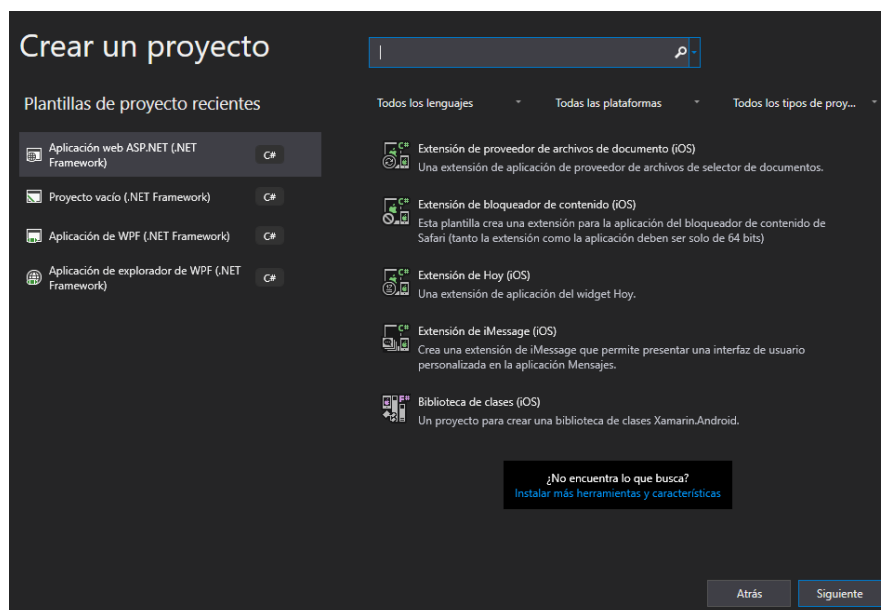 Crear un proyecto
Plantillas de proyecto recientes
Aplicación web ASP.NET (.NET
Framework)
C#
Proyecto vacío (.NET Framework)
C#
Aplicación de WPF (.NET Framework)
C#
Aplicación de explorador de WPF (.NET
Framework)
C#
Todos los lenguajes
Todas las plataformas
Todos los tipos de proy...
Extensión de proveedor de archivos de documento (iOS)
Una extensión de aplicación de proveedor de archivos de selector de documentos.
Extensión de bloqueador de contenido (iOS)
Esta plantilla crea una extensión para la aplicación del bloqueador de contenido de
Safari (tanto la extensión como la aplicación deben ser solo de 64 bits)
Extensión de Hoy (iOS)
Una extensión de aplicación del widget Hoy.
Extensión de iMessage (iOS)
Crea una extensión de iMessage que permite presentar una interfaz de usuario
personalizada en la aplicación Mensajes.
Biblioteca de clases (iOS)
Un proyecto para crear una biblioteca de clases Xamarin.Android.
¿No encuentra lo que busca?
Instalar más herramientas y características
Atrás
Siguiente